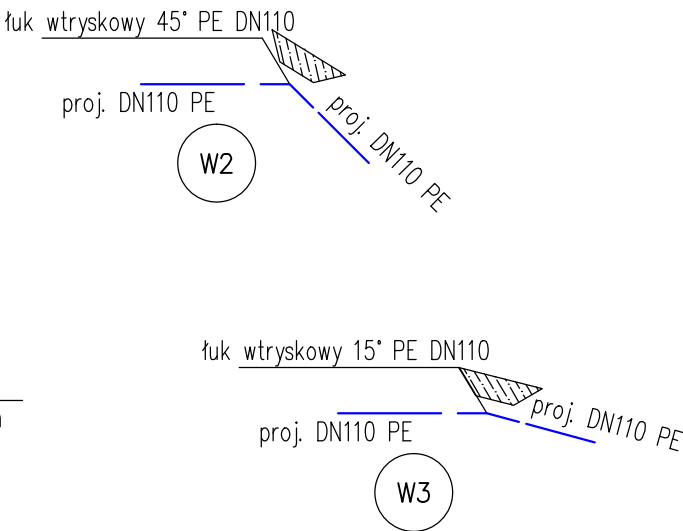 łuk wtryskowy 45° PE DN110
proj. DN110 PE
proj. DN110 PE
W2
łuk wtryskowy 15° PE DN110
proj. DN110 PE
proj. DN110 PE
W3